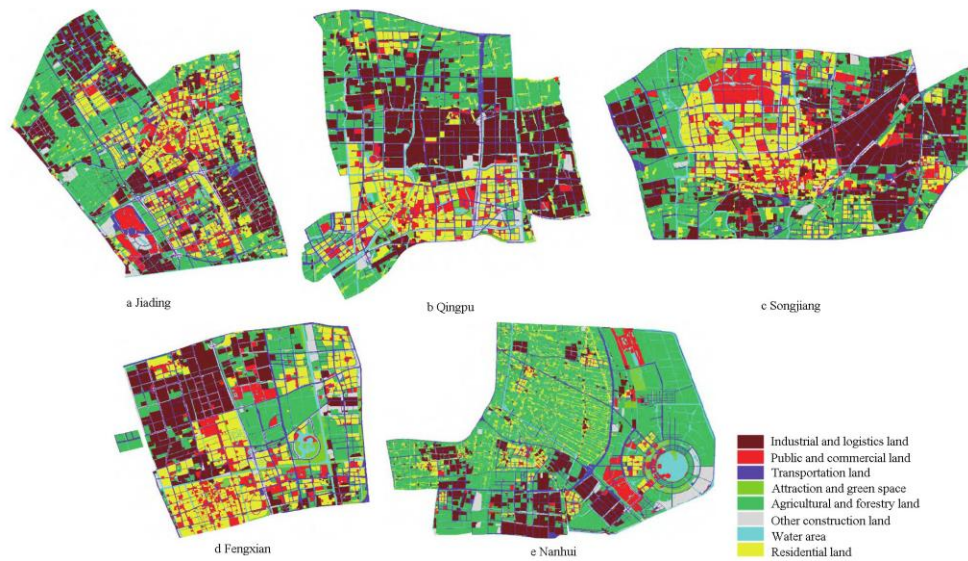 a Jiading
b Qingpu
c Songjiang
d Fengxian
e Nanhui
Industrial and logistics land
Public and commercial land
Transportation land
Attraction and green space
Agricultural and forestry land
Other construction land
Water area
Residential land